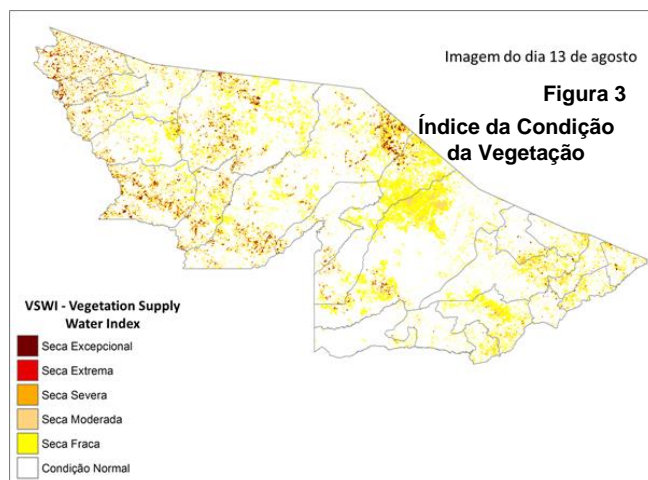 Imagem do dia 13 de agosto
Figura 3
Índice da Condição
da Vegetação
VSWI - Vegetation Supply
Water Index
Seca Excepcional
Seca Extrema
Seca Severa
Seca Moderada
Seca Fraca
Condição Normal